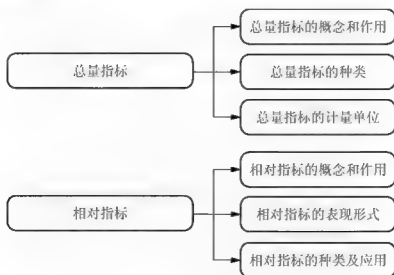 总量指标的概念和作用
总量指标
总量指标的种类
总量指标的计量单位
相对指标的概念和作用
相对指标
相对指标的表现形式
相对指标的种类及应用